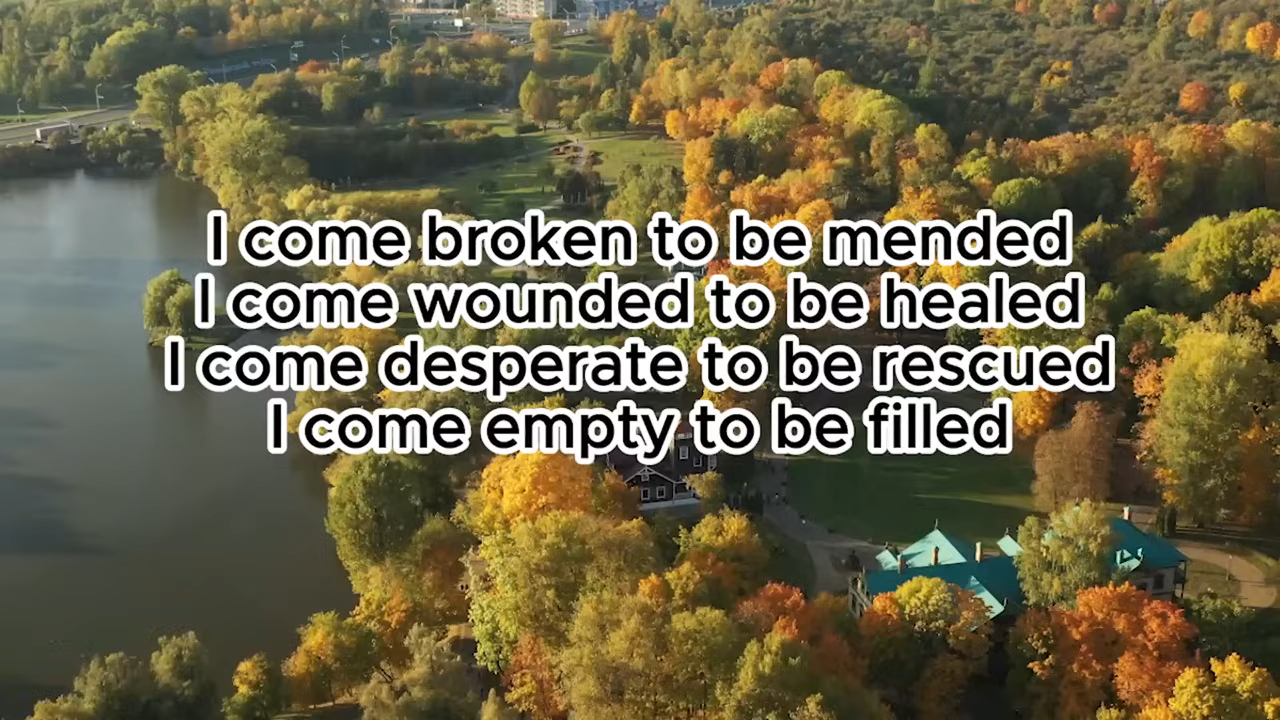 I come broken to be mended
I come wounded to be healed
I come desperate to be rescued
I come empty to be filled